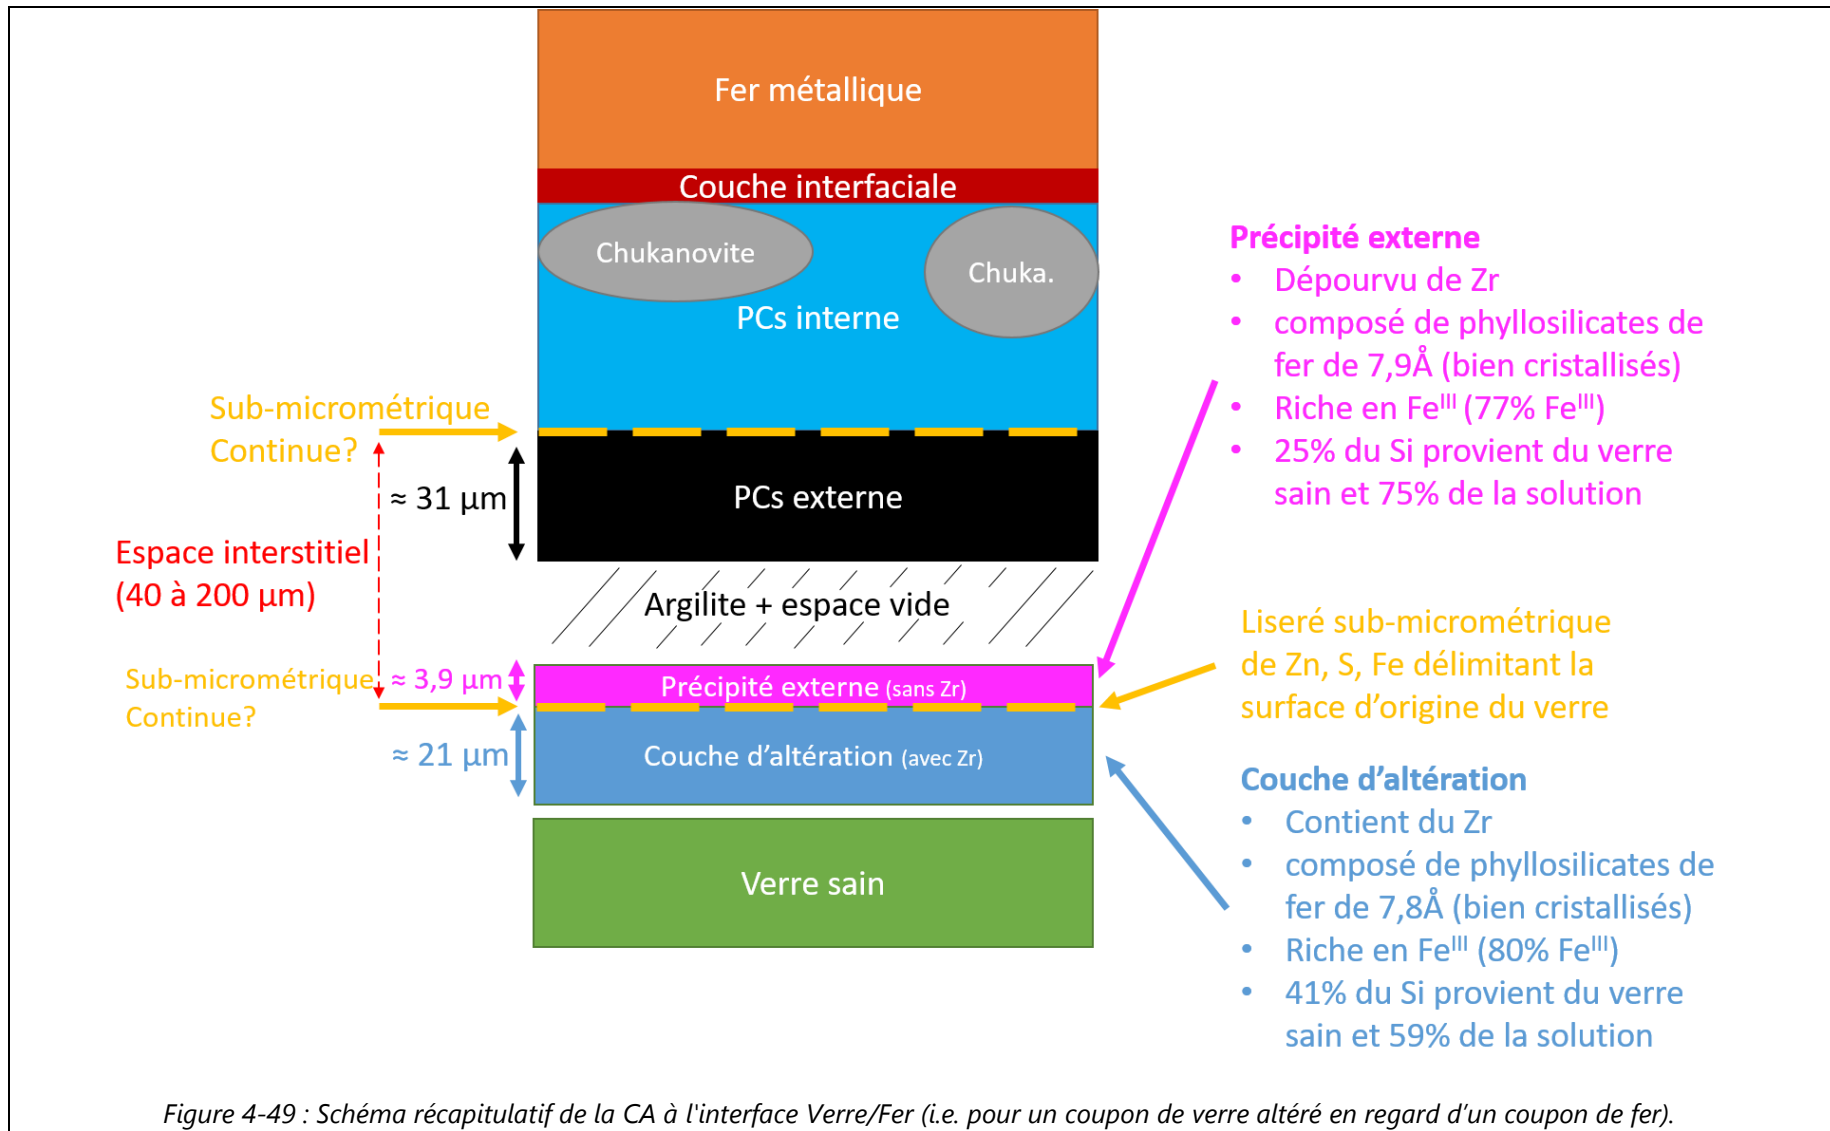 Fer métallique
Couche interfaciale
Chukanovite
Chuka.
PCs interne
Sub-micrométrique
Continue?
≈ 31 µm
PCs externe
Espace interstitiel
(40 à 200 µm)
Argilite + espace vide
Sub-micrométrique
Continue?
≈ 3,9 µm
Précipité externe (sans Zr)
≈ 21 µm
Couche d’altération (avec Zr)
Verre sain
Précipité externe
• Dépourvu de Zr
• composé de phyllosilicates de
fer de 7,9Å (bien cristallisés)
• Riche en Feᴵᴵᴵ (77% Feᴵᴵᴵ)
• 25% du Si provient du verre
sain et 75% de la solution
Liseré sub-micrométrique
de Zn, S, Fe délimitant la
surface d’origine du verre
Couche d’altération
• Contient du Zr
• composé de phyllosilicates de
fer de 7,8Å (bien cristallisés)
• Riche en Feᴵᴵᴵ (80% Feᴵᴵᴵ)
• 41% du Si provient du verre
sain et 59% de la solution
Figure 4-49 : Schéma récapitulatif de la CA à l'interface Verre/Fer (i.e. pour un coupon de verre altéré en regard d’un coupon de fer).